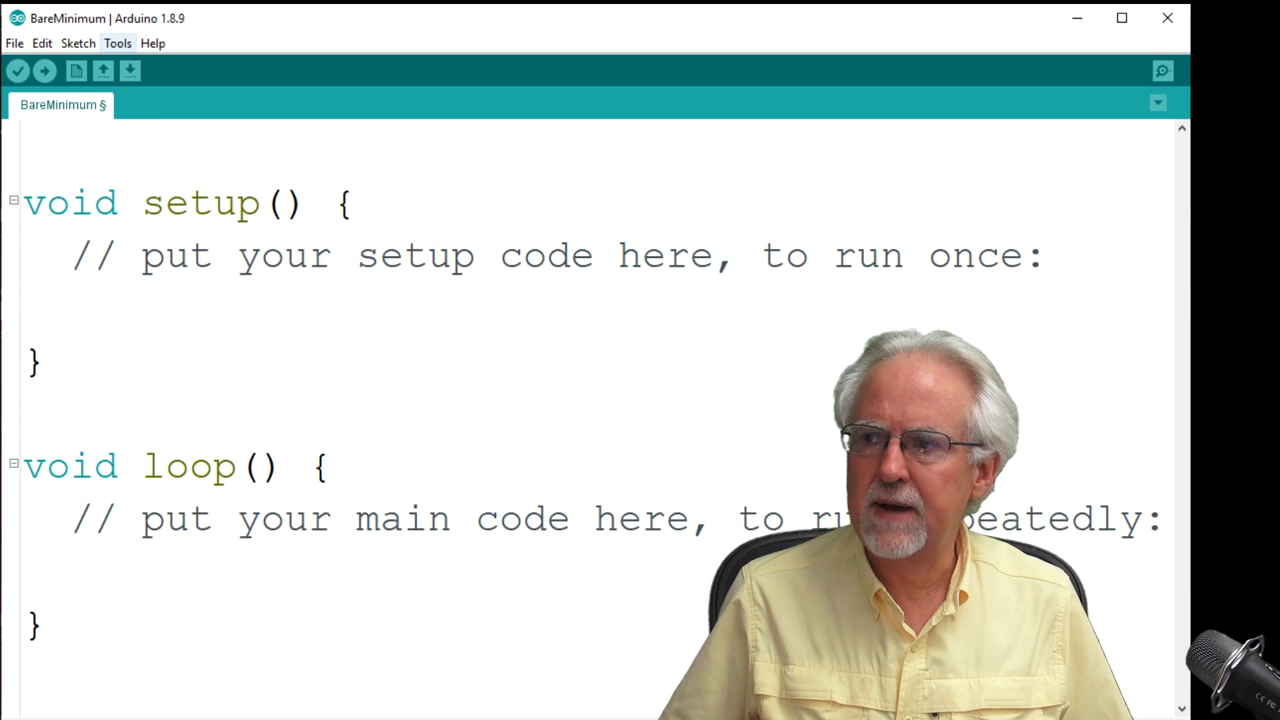 BareMinimum | Arduino 1.8.9
File Edit Sketch Tools Help
BareMinimum §
void setup() {
// put your setup code here, to run once:
}
void loop() {
// put your main code here, to
}